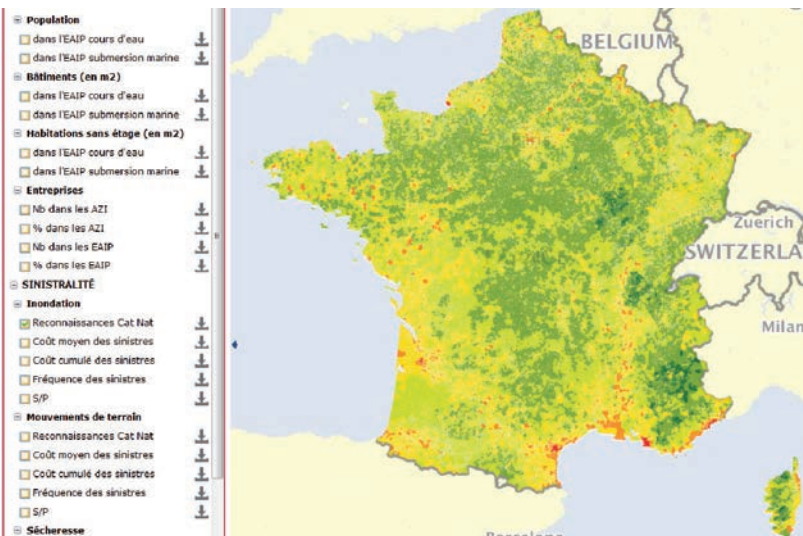 Population
dans l'EAIP cours d'eau
dans l'EAIP submersion marine
Bâtiments (en m2)
dans l'EAIP cours d'eau
dans l'EAIP submersion marine
Habitations sans étage (en m2)
dans l'EAIP cours d'eau
dans l'EAIP submersion marine
Entreprises
Nb dans les AZI
% dans les AZI
Nb dans les EAIP
% dans les EAIP
SINISTRALITÉ
Inondation
Reconnaissances Cat Nat
Coût moyen des sinistres
Coût cumulé des sinistres
Fréquence des sinistres
S/P
Mouvements de terrain
Reconnaissances Cat Nat
Coût moyen des sinistres
Coût cumulé des sinistres
Fréquence des sinistres
S/P
Sécheresse
BELGIUM
Zuerich
SWITZERLA
Milan
Barcelona